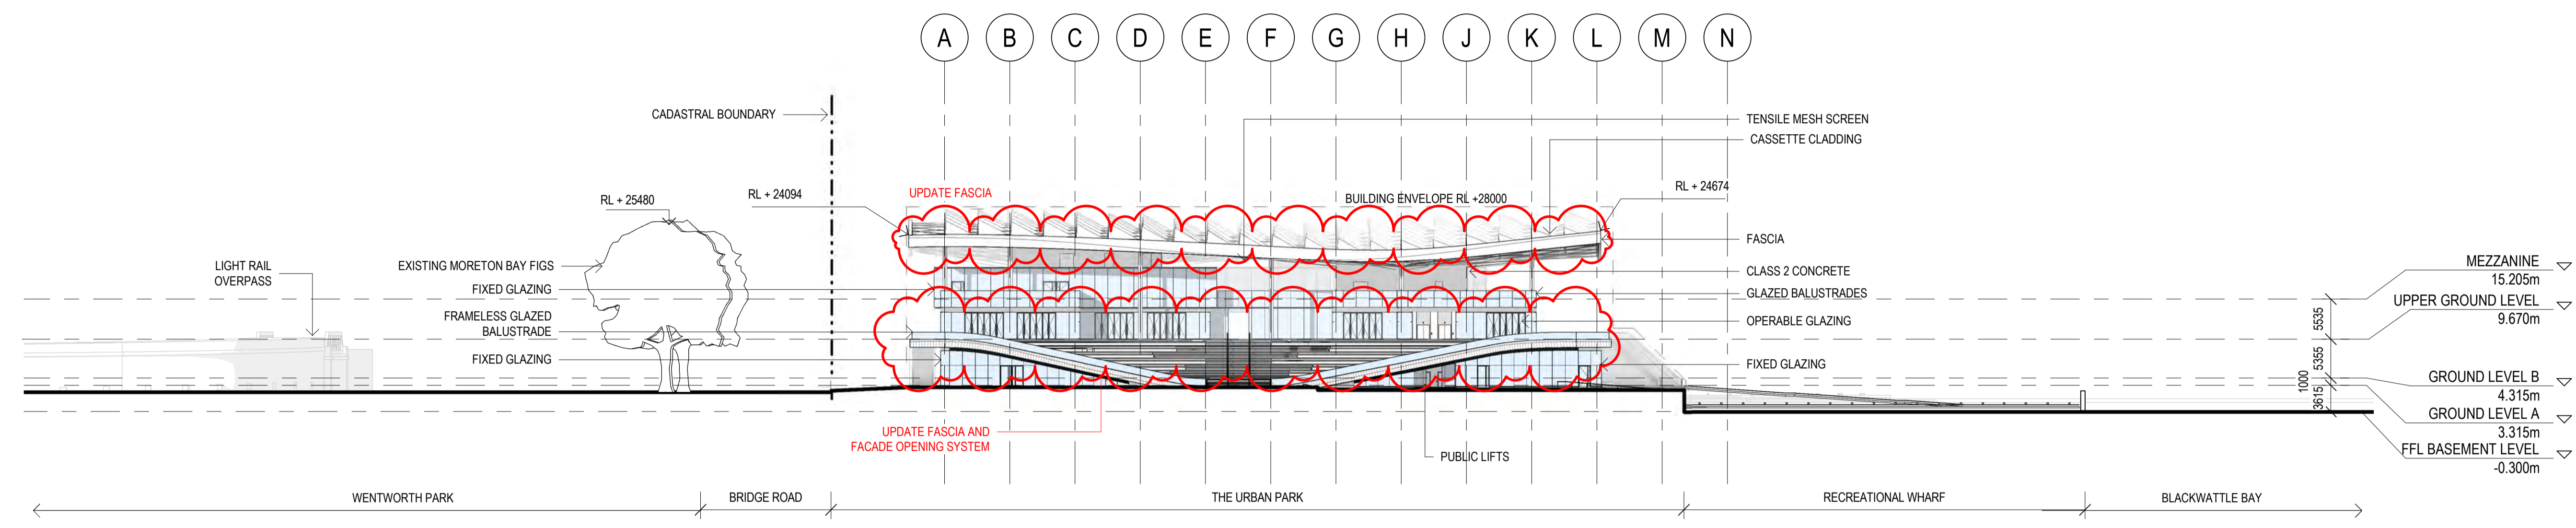 A B C D E F G H J K L M N
CADASTRAL BOUNDARY
TENSILE MESH SCREEN
CASSETTE CLADDING
RL + 25480
RL + 24094
UPDATE FASCIA
BUILDING ENVELOPE RL +28000
RL + 24674
FASCIA
LIGHT RAIL
OVERPASS
EXISTING MORETON BAY FIGS
FIXED GLAZING
FRAMELESS GLAZED
BALUSTRADE
FIXED GLAZING
CLASS 2 CONCRETE
GLAZED BALUSTRADES
OPERABLE GLAZING
FIXED GLAZING
MEZZANINE
15.205m
UPPER GROUND LEVEL
9.670m
GROUND LEVEL B
4.315m
GROUND LEVEL A
3.315m
FFL BASEMENT LEVEL
-0.300m
5535
5355
1000
3615
UPDATE FASCIA AND
FACADE OPENING SYSTEM
PUBLIC LIFTS
WENTWORTH PARK
BRIDGE ROAD
THE URBAN PARK
RECREATIONAL WHARF
BLACKWATTLE BAY